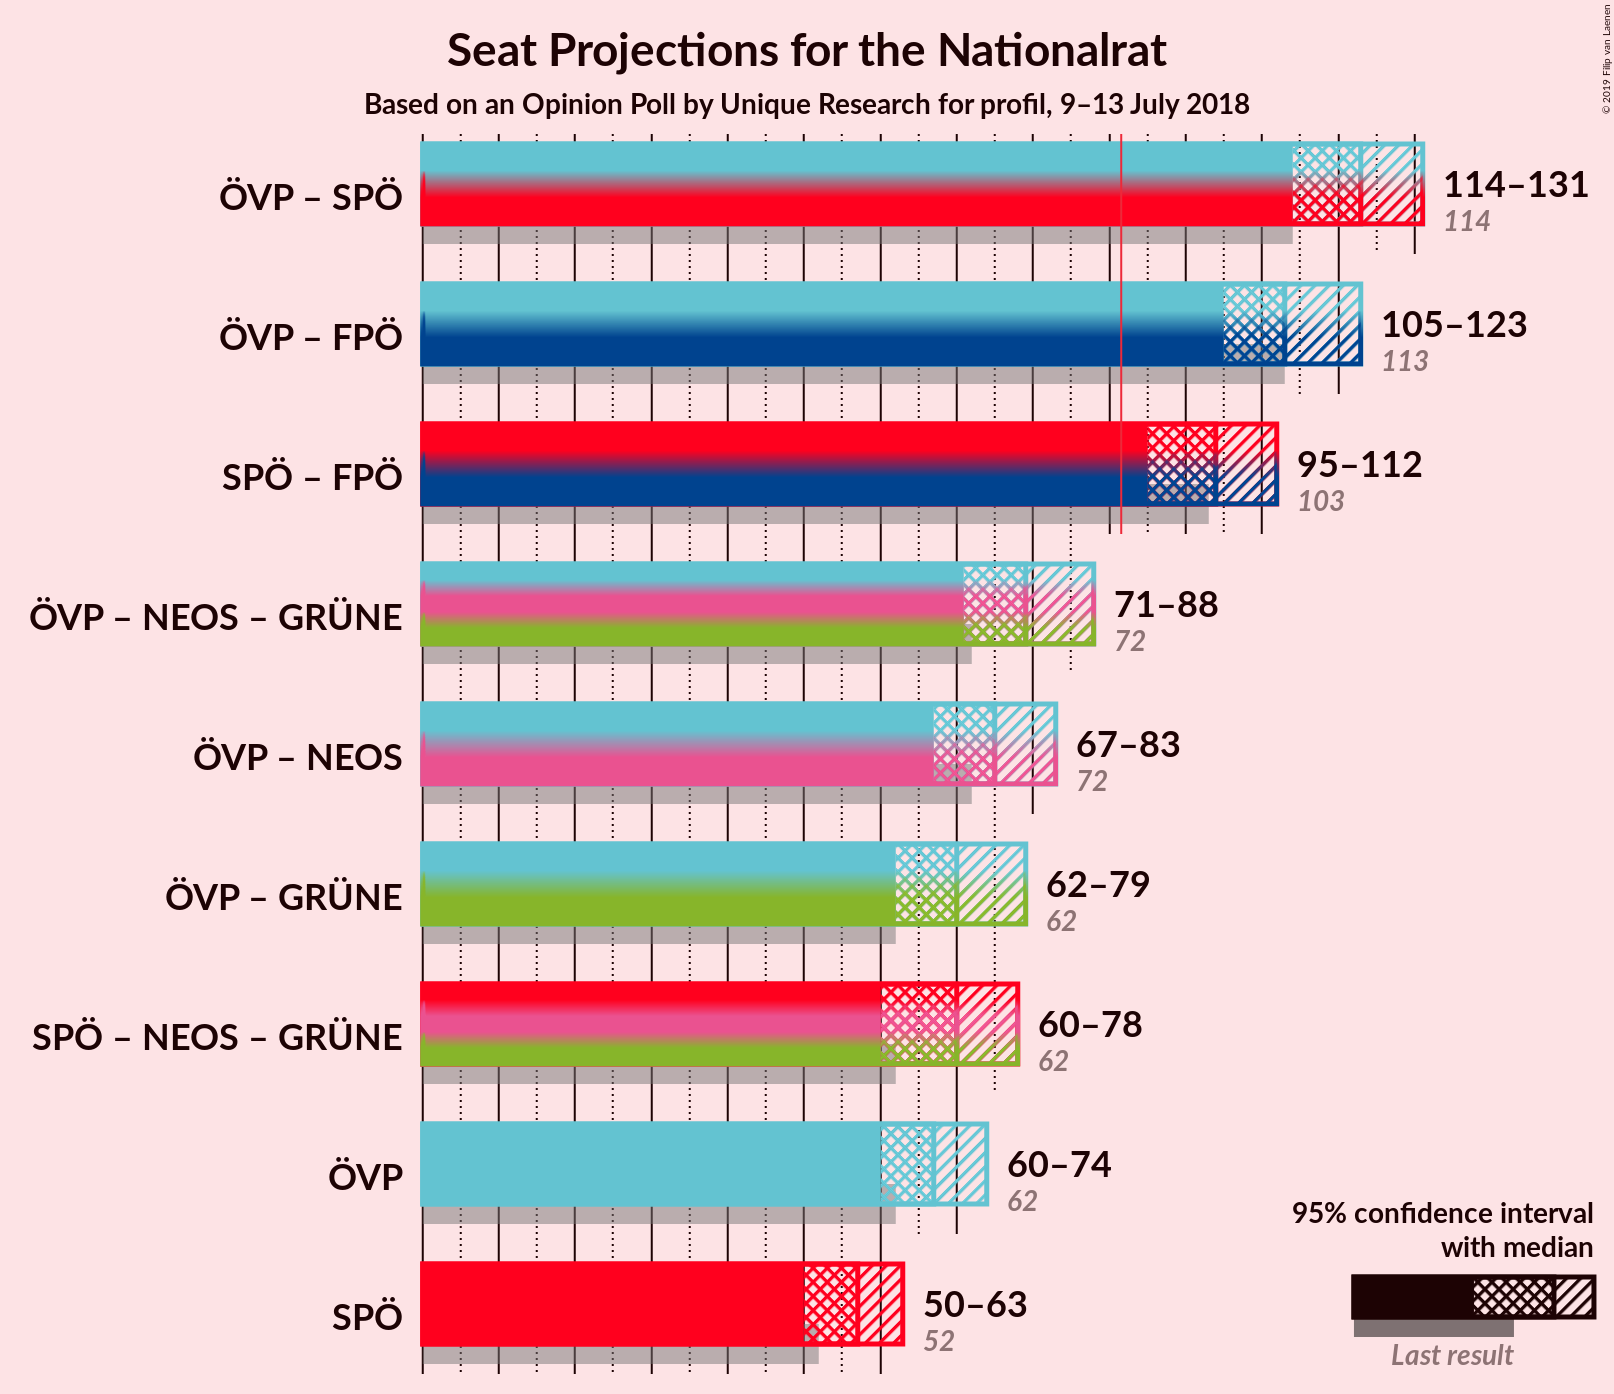 Seat Projections for the Nationalrat
Based on an Opinion Poll by Unique Research for profil, 9–13 July 2018
© 2019 Filip van Laenen
ÖVP – SPÖ
114–131
114
ÖVP – FPÖ
105–123
113
SPÖ – FPÖ
95–112
103
ÖVP – NEOS – GRÜNE
71–88
72
ÖVP – NEOS
67–83
72
ÖVP – GRÜNE
62–79
62
SPÖ – NEOS – GRÜNE
60–78
62
ÖVP
60–74
62
SPÖ
50–63
52
95% confidence interval
with median
Last result